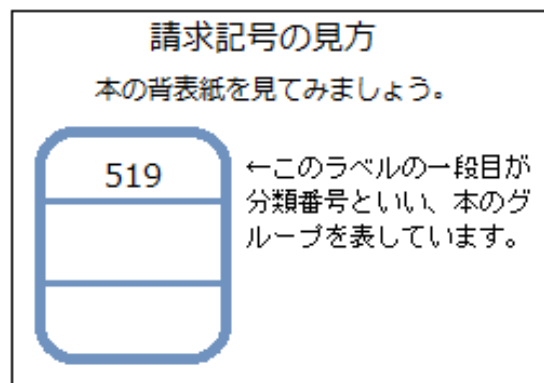 請求記号の見方
本の背表紙を見てみましょう。
519
←このラベルの一段目が
分類番号といい、本のグ
ループを表しています。